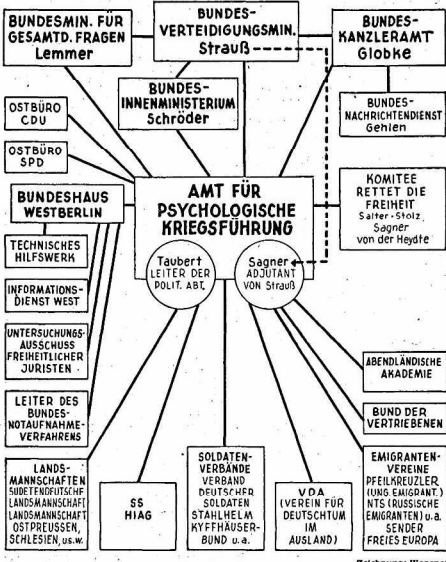 BUNDESMIN. FÜR
GESAMTD. FRAGEN
Lemmer
BUNDES-
VERTEIDIGUNGSMIN.
Strauß
BUNDES-
KANZLERAMT
Globke
BUNDES-
INNENMINISTERIUM
Schröder
BUNDES-
NACHRICHTENDIENST
Gehlen
OSTBÜRO
CDU
OSTBÜRO
SPD
BUNDESHAUS
WESTBERLIN
AMT FÜR
PSYCHOLOGISCHE
KRIEGSFÜHRUNG
Taubert
LEITER DER
POLIT. ABT.
Sagner
ADJUTANT
VON Strauß
KOMITEE
RETTET DIE
FREIHEIT
Salter-Stolz,
Sagner
von der Heydte
TECHNISCHES
HILFSWERK
INFORMATIONS-
DIENST WEST
UNTERSUCHUNGS-
AUSSCHUSS
FREIHEITLICHER
JURISTEN
LEITER DES
BUNDES-
NOTAUFNAHME-
VERFAHRENS
ABENDLÄNDISCHE
AKADEMIE
BUND DER
VERTRIEBENEN
LANDS-
MANNSCHAFTEN
SUDETENDEUTSCHE
LANDSMANNSCHAFT
LANDSMANNSCHAFT
OSTPREUSSEN,
SCHLESIEN, usw.
SS
HIAG
SOLDATEN-
VERBÄNDE
VERBAND
DEUTSCHER
SOLDATEN
STAHLHELM
KYFFHÄUSER-
BUND u. a.
VDA
(VEREIN FÜR
DEUTSCHTUM
IM
AUSLAND)
EMIGRANTEN-
VEREINE
PFEILKREUZLER
(UNG. EMIGRANT.)
NTS (RUSSISCHE
EMIGRANTEN) u.a.
SENDER
FREIES EUROPA